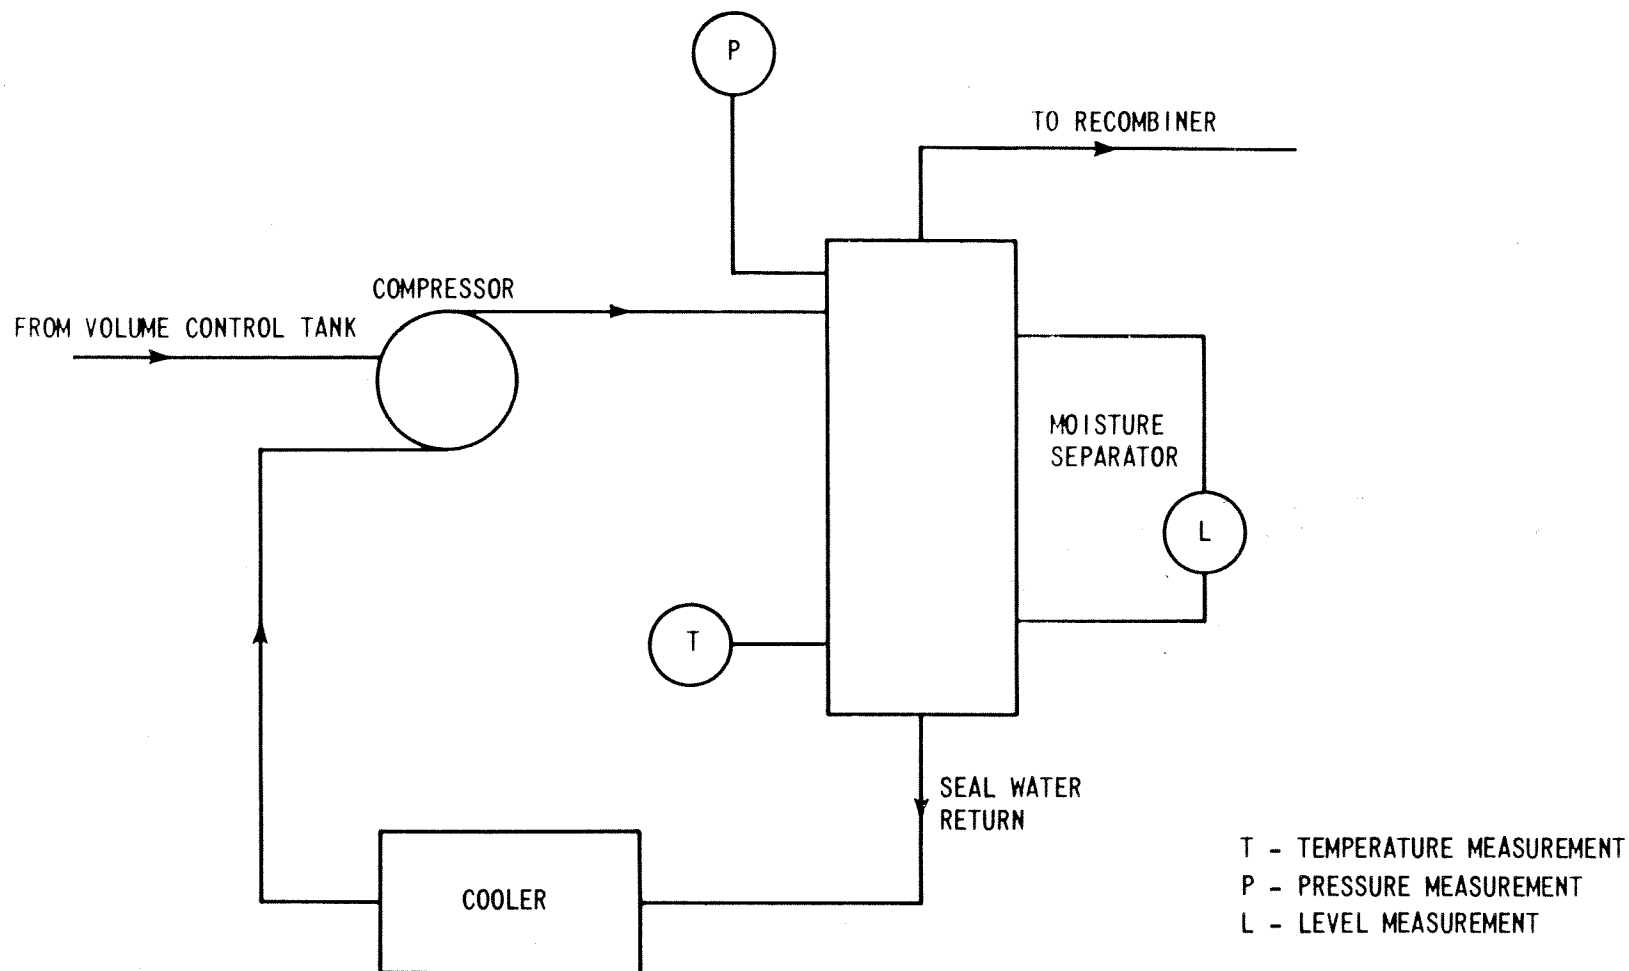 P
TO RECOMBINER
COMPRESSOR
FROM VOLUME CONTROL TANK
MOISTURE
SEPARATOR
L
T
SEAL WATER
RETURN
COOLER
T - TEMPERATURE MEASUREMENT
P - PRESSURE MEASUREMENT
L - LEVEL MEASUREMENT